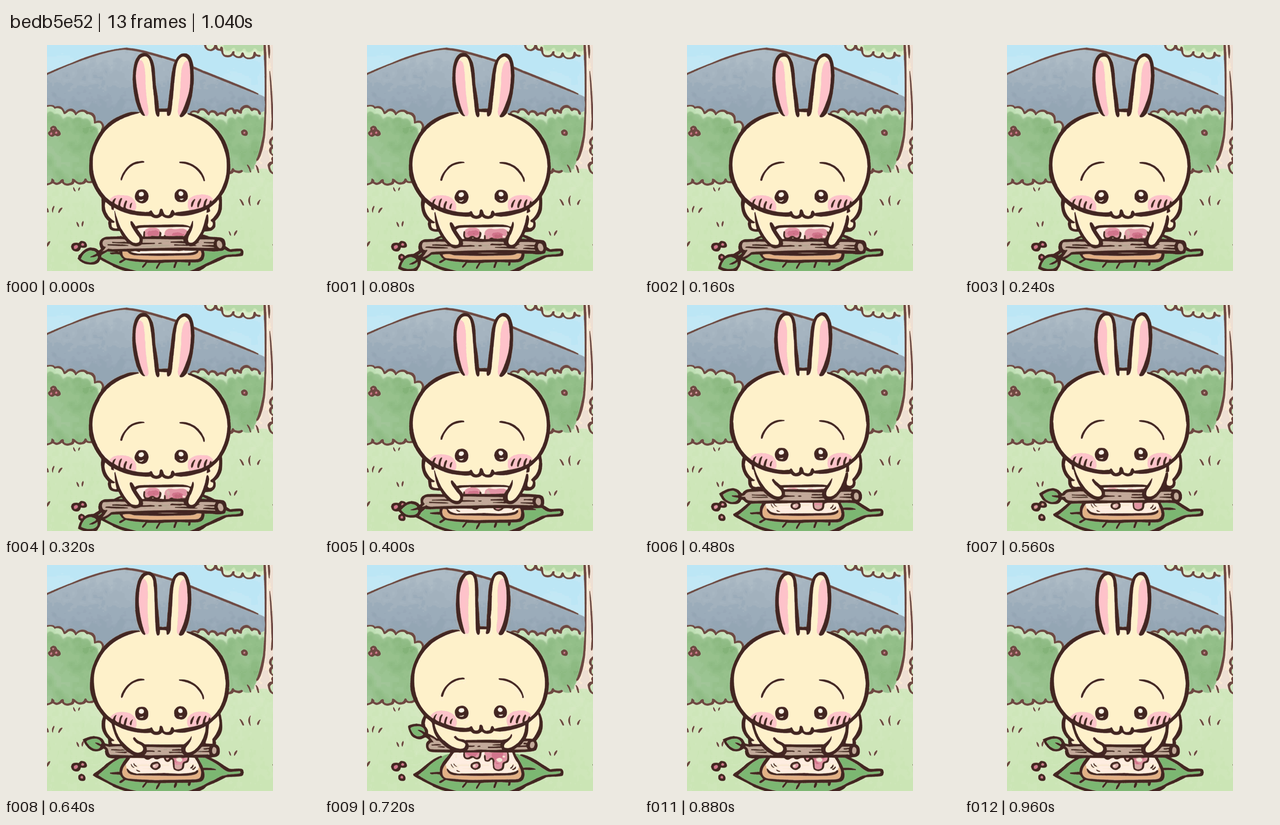 bedb5e52 | 13 frames | 1.040s
f000 | 0.000s
f001 | 0.080s
f002 | 0.160s
f003 | 0.240s
f004 | 0.320s
f005 | 0.400s
f006 | 0.480s
f007 | 0.560s
f008 | 0.640s
f009 | 0.720s
f011 | 0.880s
f012 | 0.960s